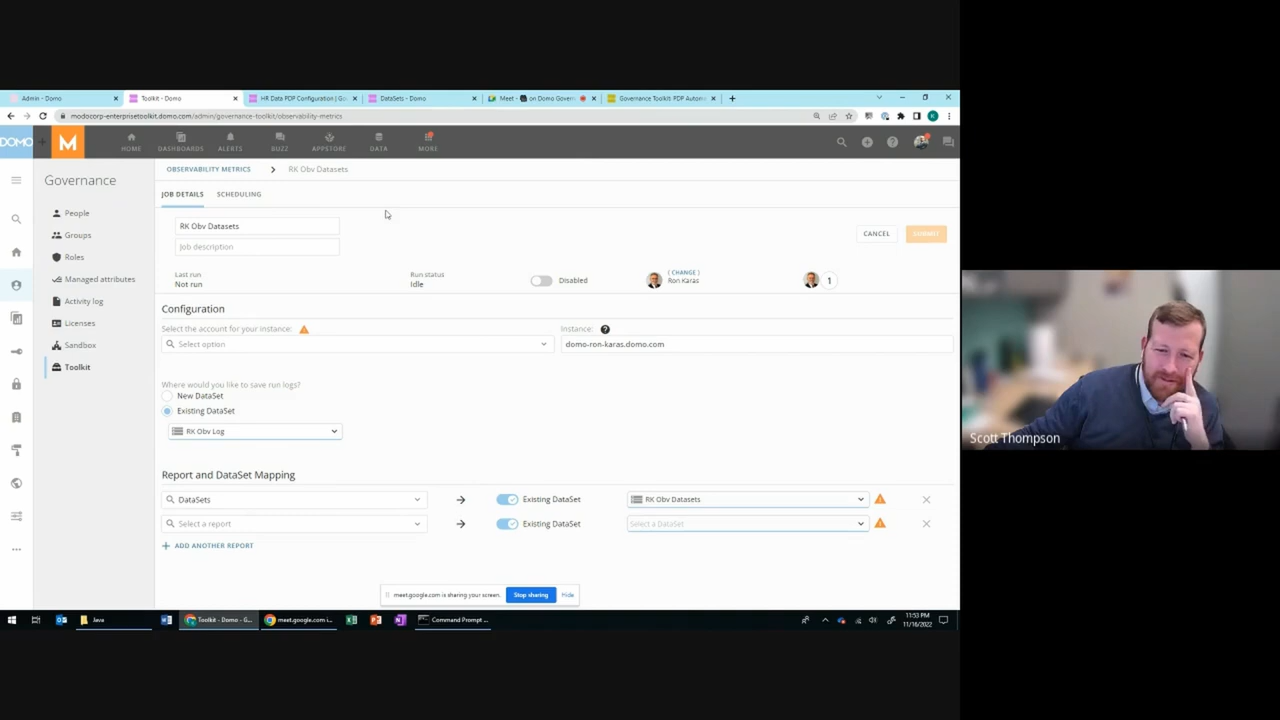 Admin - Domo
Toolkit - Domo
HR Data PDP Configuration | Go
DataSets - Domo
Meet -
on Domo Govern
Governance Toolkit: PDP Autom
modocorp-enterprisetoolkit.domo.com/admin/governance-toolkit/observability-metrics
DOMO
M
HOME
DASHBOARDS
ALERTS
BUZZ
APPSTORE
DATA
MORE
Governance
People
Groups
Roles
Managed attributes
Activity log
Licenses
Sandbox
Toolkit
OBSERVABILITY METRICS > RK Obv Datasets
JOB DETAILS
SCHEDULING
RK Obv Datasets
Job description
CANCEL
SUBMIT
Last run
Not run
Run status
Idle
Disabled
( CHANGE )
Ron Karas
1
Configuration
Select the account for your instance:
Select option
Instance:
domo-ron-karas.domo.com
Where would you like to save run logs?
New DataSet
Existing DataSet
RK Obv Log
Report and DataSet Mapping
DataSets
Existing DataSet
RK Obv Datasets
Select a report
Existing DataSet
Select a DataSet
+ ADD ANOTHER REPORT
meet.google.com is sharing your screen.
Stop sharing
Hide
Java
Toolkit - Domo - G...
meet.google.com i...
Command Prompt ...
11:53 PM
11/16/2022
Scott Thompson